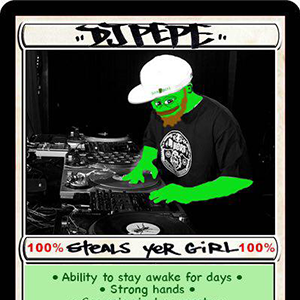 "DJ PEPE"
100% STEALS YER GiRL 100%
• Ability to stay awake for days •
• Strong hands •